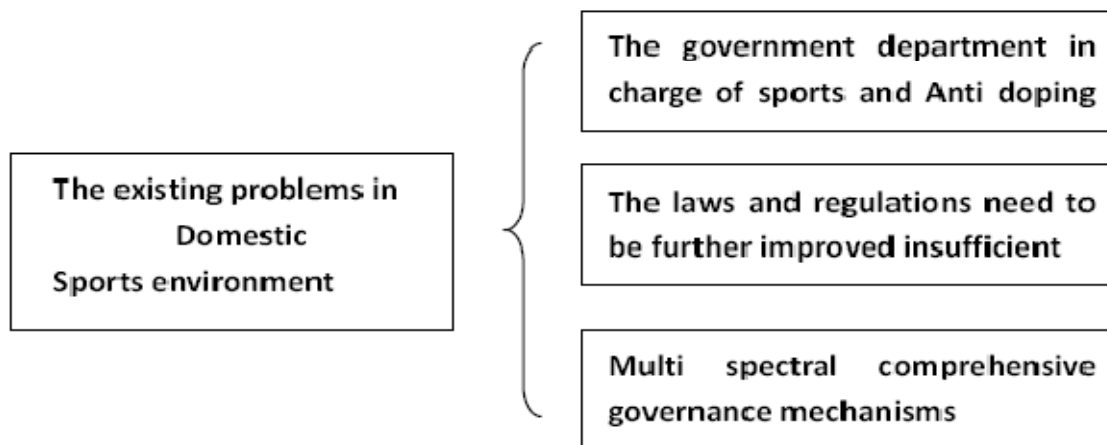 The existing problems in
Domestic
Sports environment
The government department in
charge of sports and Anti doping
The laws and regulations need to
be further improved insufficient
Multi spectral comprehensive
governance mechanisms